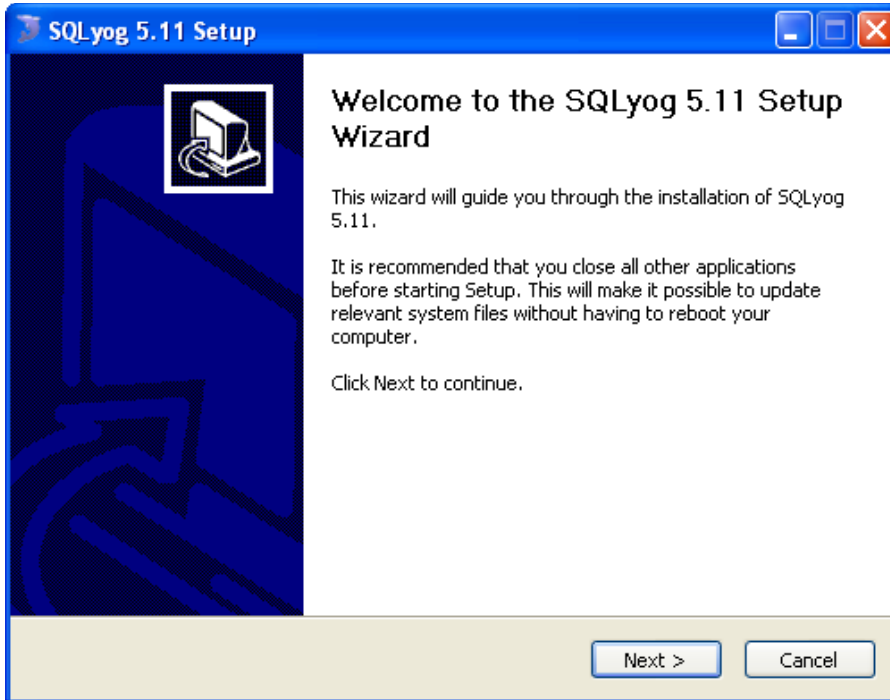 SQLyog 5.11 Setup
Welcome to the SQLyog 5.11 Setup
Wizard
This wizard will guide you through the installation of SQLyog
5.11.
It is recommended that you close all other applications
before starting Setup. This will make it possible to update
relevant system files without having to reboot your
computer.
Click Next to continue.
Next >
Cancel